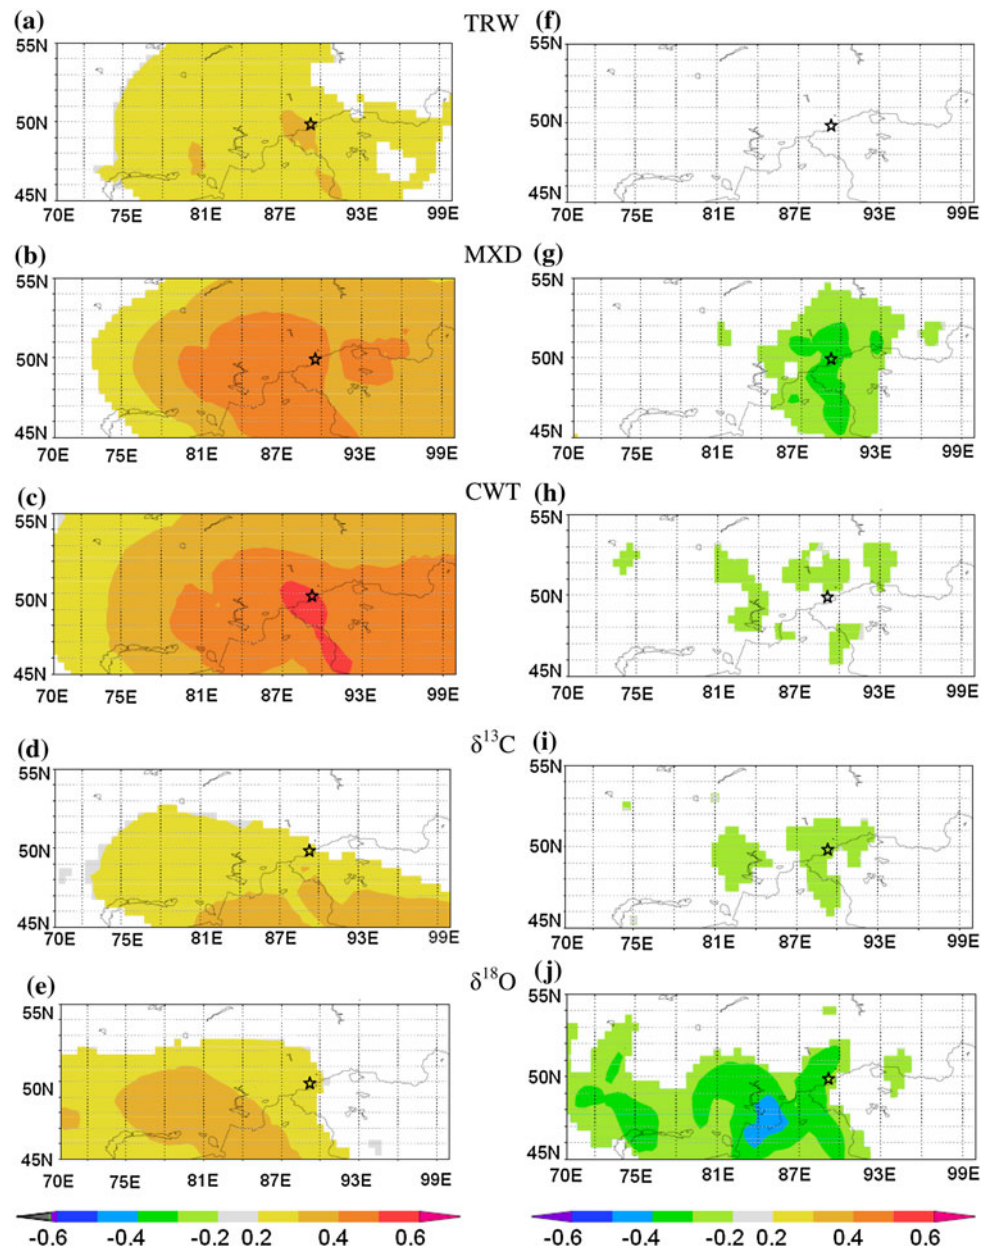 (a) TRW (f)
55N 55N
50N 50N
45N 45N
70E 75E 81E 87E 93E 99E 70E 75E 81E 87E 93E 99E
(b) MXD (g)
55N 55N
50N 50N
45N 45N
70E 75E 81E 87E 93E 99E 70E 75E 81E 87E 93E 99E
(c) CWT (h)
55N 55N
50N 50N
45N 45N
70E 75E 81E 87E 93E 99E 70E 75E 81E 87E 93E 99E
(d) δ¹³C (i)
55N 55N
50N 50N
45N 45N
70E 75E 81E 87E 93E 99E 70E 75E 81E 87E 93E 99E
(e) δ¹⁸O (j)
55N 55N
50N 50N
45N 45N
70E 75E 81E 87E 93E 99E 70E 75E 81E 87E 93E 99E
-0.6 -0.4 -0.2 0.2 0.4 0.6 -0.6 -0.4 -0.2 0.2 0.4 0.6